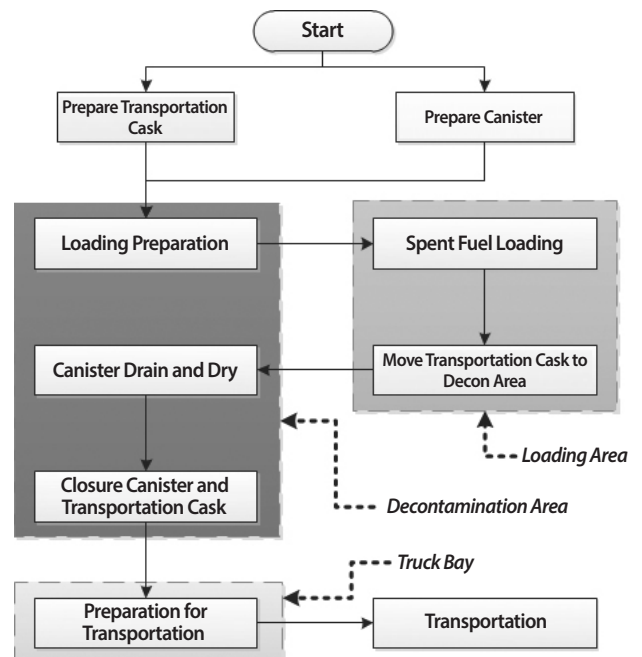 Start
Prepare Transportation
Cask
Prepare Canister
Loading Preparation
Spent Fuel Loading
Canister Drain and Dry
Move Transportation Cask to
Decon Area
Loading Area
Closure Canister and
Transportation Cask
Decontamination Area
Truck Bay
Preparation for
Transportation
Transportation